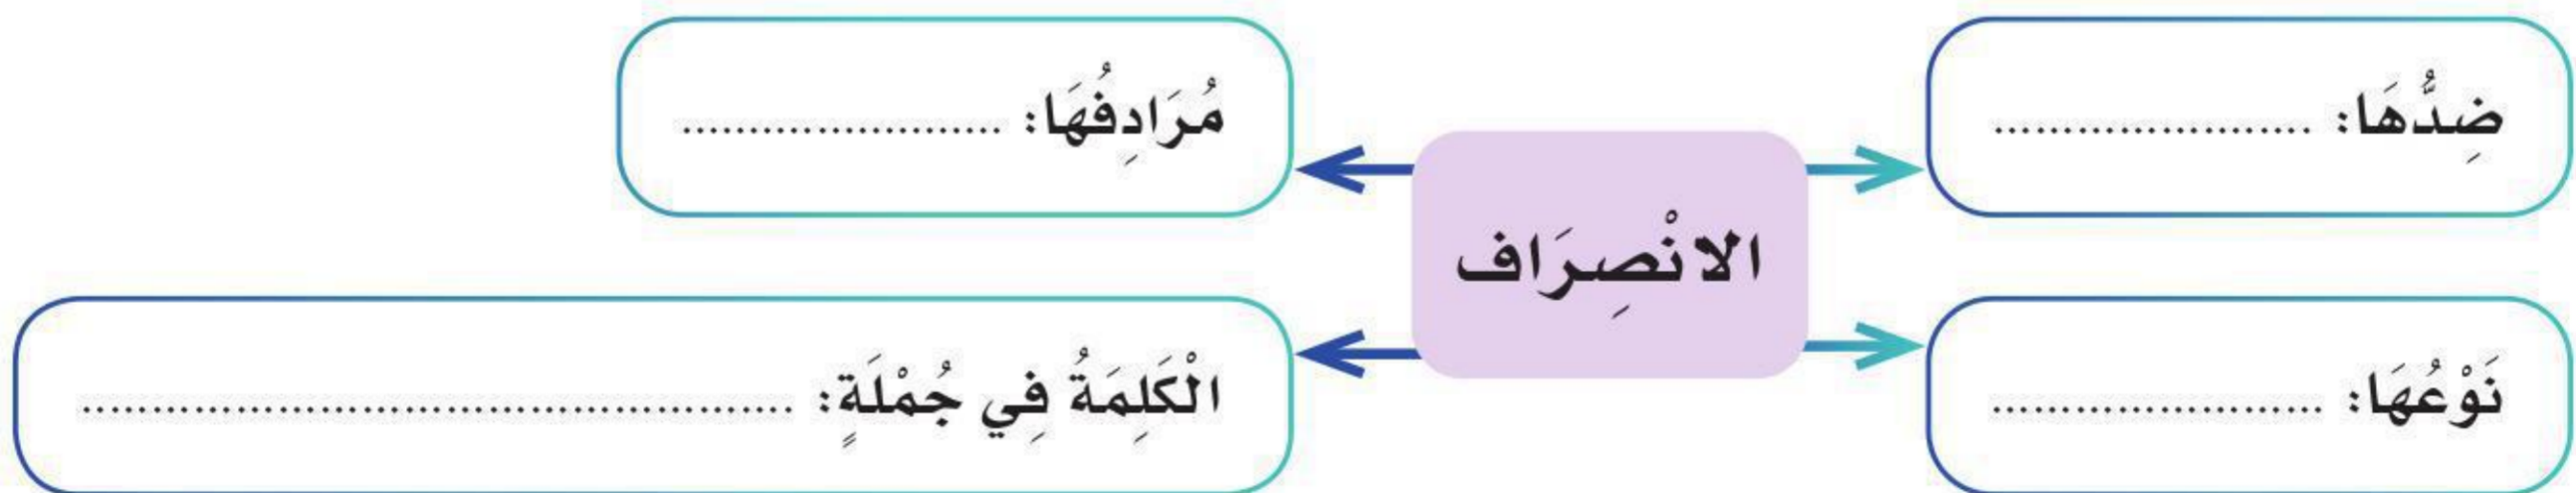 ضِدُّهَا: ........................
مُرَادِفُهَا: ........................
الانْصِرَاف
نَوْعُهَا: ........................
الْكَلِمَةُ فِي جُمْلَةٍ: ....................................................